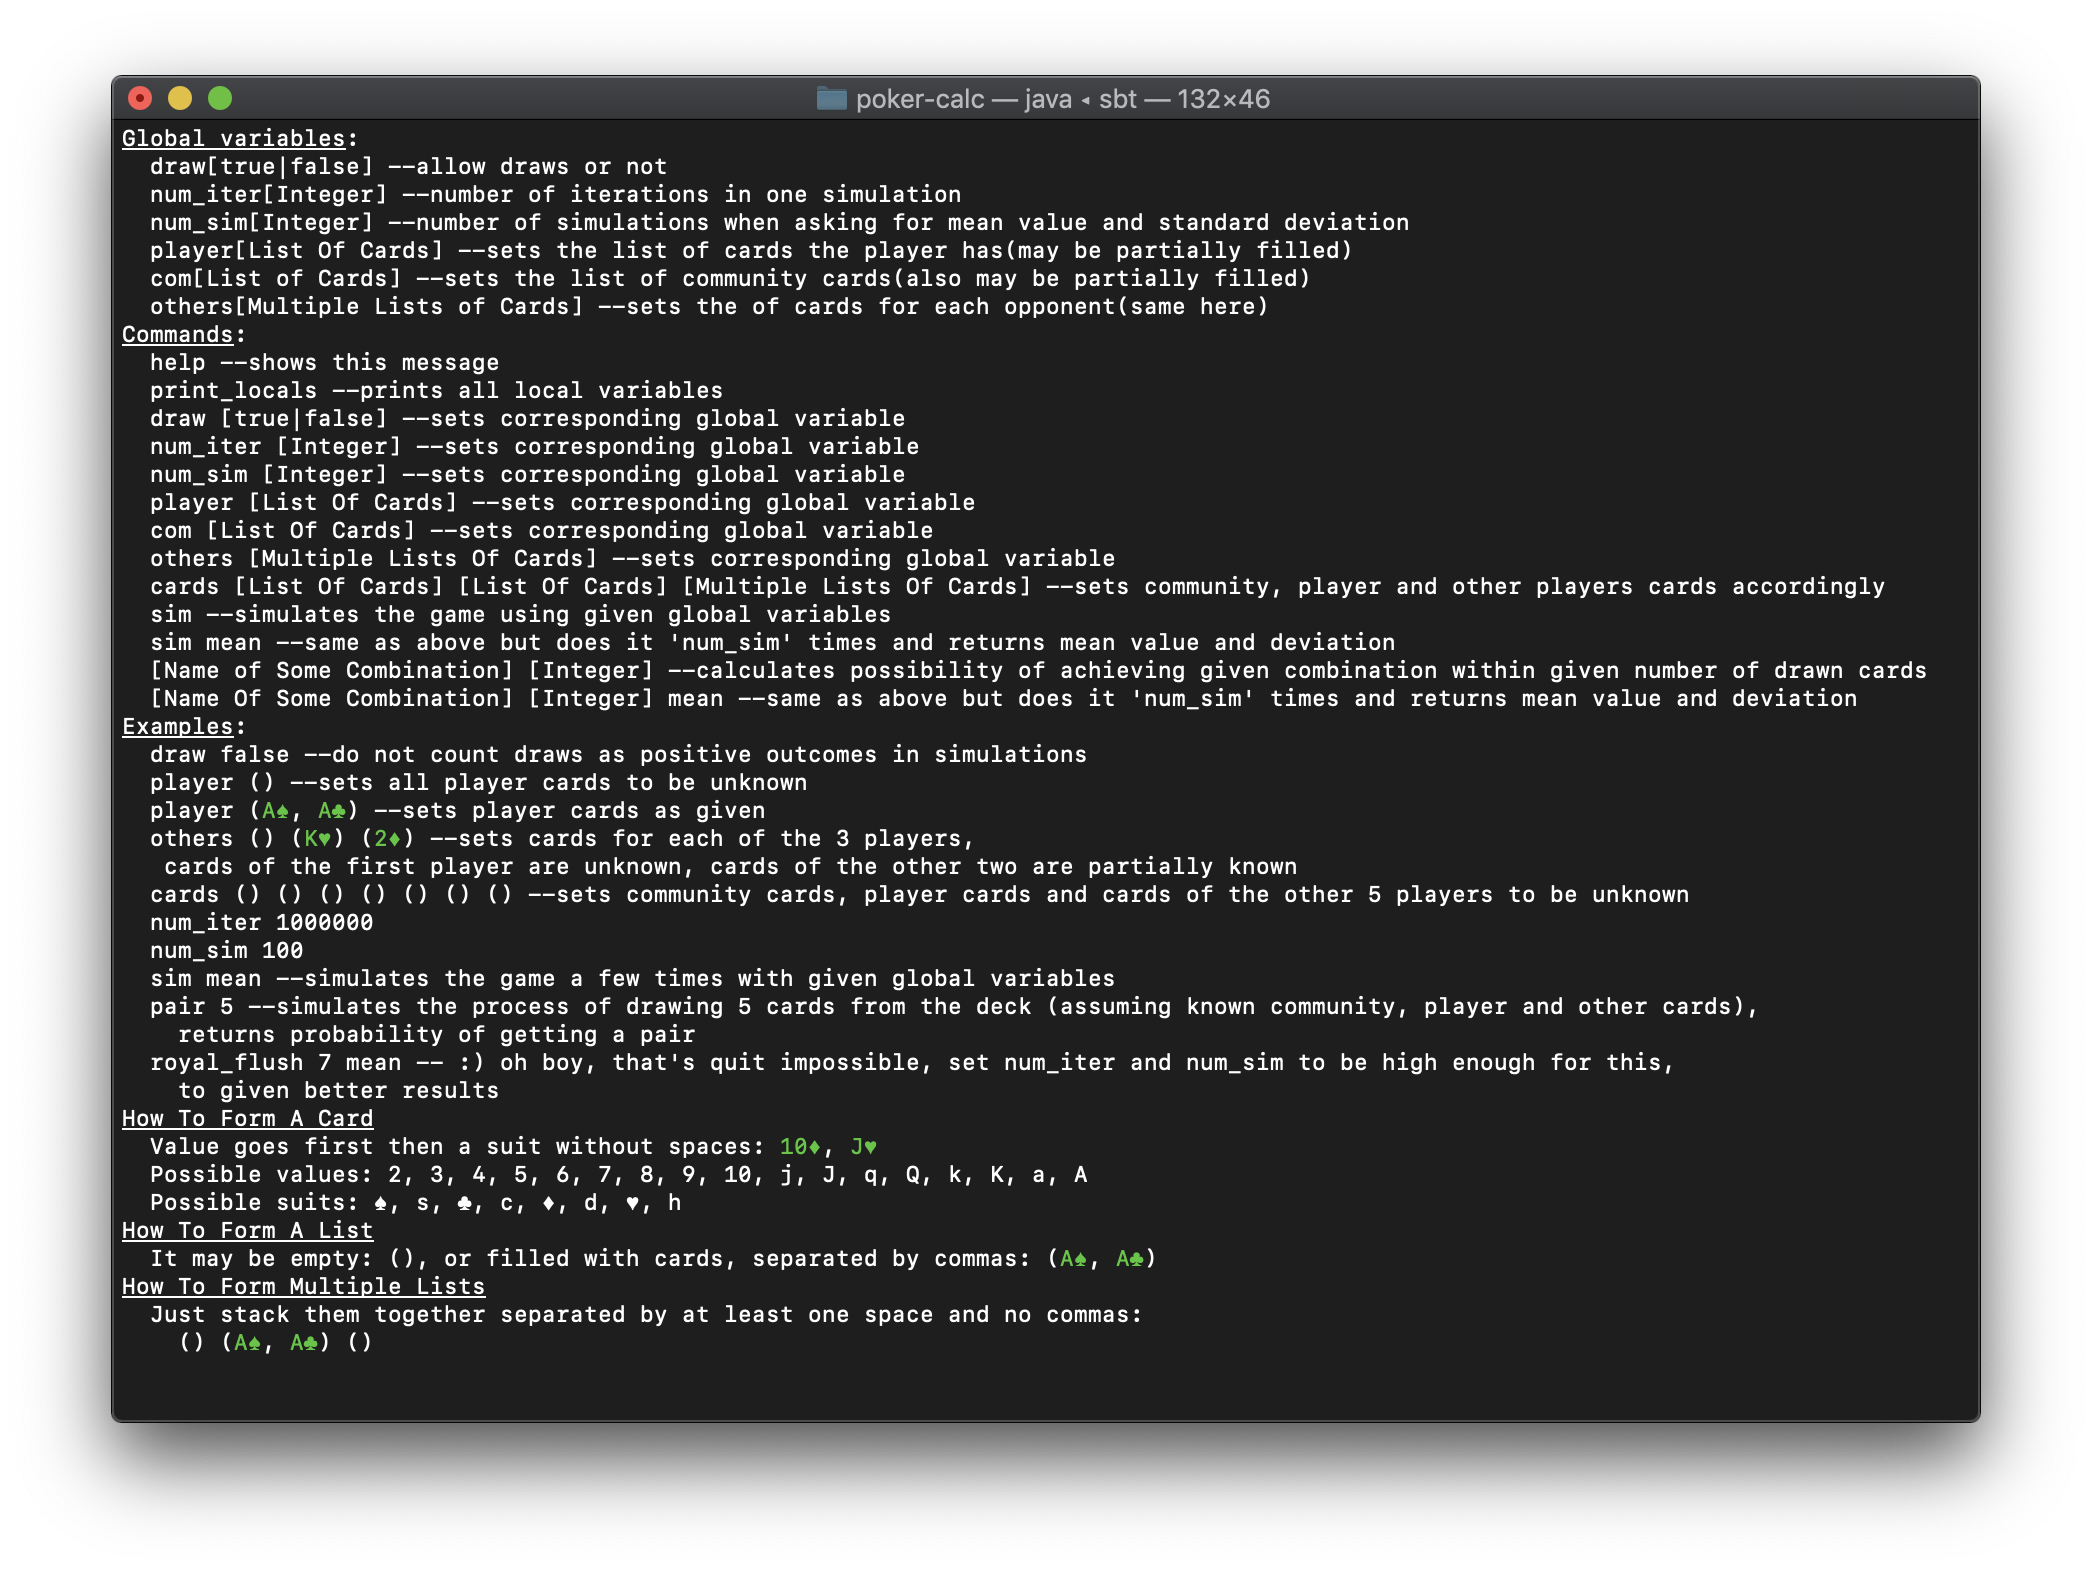 poker-calc — java ◂ sbt — 132×46
Global variables:
draw[true|false] --allow draws or not
num_iter[Integer] --number of iterations in one simulation
num_sim[Integer] --number of simulations when asking for mean value and standard deviation
player[List Of Cards] --sets the list of cards the player has(may be partially filled)
com[List of Cards] --sets the list of community cards(also may be partially filled)
others[Multiple Lists of Cards] --sets the of cards for each opponent(same here)
Commands:
help --shows this message
print_locals --prints all local variables
draw [true|false] --sets corresponding global variable
num_iter [Integer] --sets corresponding global variable
num_sim [Integer] --sets corresponding global variable
player [List Of Cards] --sets corresponding global variable
com [List Of Cards] --sets corresponding global variable
others [Multiple Lists Of Cards] --sets corresponding global variable
cards [List Of Cards] [List Of Cards] [Multiple Lists Of Cards] --sets community, player and other players cards accordingly
sim --simulates the game using given global variables
sim mean --same as above but does it 'num_sim' times and returns mean value and deviation
[Name of Some Combination] [Integer] --calculates possibility of achieving given combination within given number of drawn cards
[Name Of Some Combination] [Integer] mean --same as above but does it 'num_sim' times and returns mean value and deviation
Examples:
draw false --do not count draws as positive outcomes in simulations
player () --sets all player cards to be unknown
player (A♠, A♣) --sets player cards as given
others () (K♥) (2♦) --sets cards for each of the 3 players,
cards of the first player are unknown, cards of the other two are partially known
cards () () () () () () () --sets community cards, player cards and cards of the other 5 players to be unknown
num_iter 1000000
num_sim 100
sim mean --simulates the game a few times with given global variables
pair 5 --simulates the process of drawing 5 cards from the deck (assuming known community, player and other cards),
returns probability of getting a pair
royal_flush 7 mean -- :) oh boy, that's quit impossible, set num_iter and num_sim to be high enough for this,
to given better results
How To Form A Card
Value goes first then a suit without spaces: 10♦, J♥
Possible values: 2, 3, 4, 5, 6, 7, 8, 9, 10, j, J, q, Q, k, K, a, A
Possible suits: ♠, s, ♣, c, ♦, d, ♥, h
How To Form A List
It may be empty: (), or filled with cards, separated by commas: (A♠, A♣)
How To Form Multiple Lists
Just stack them together separated by at least one space and no commas:
() (A♠, A♣) ()